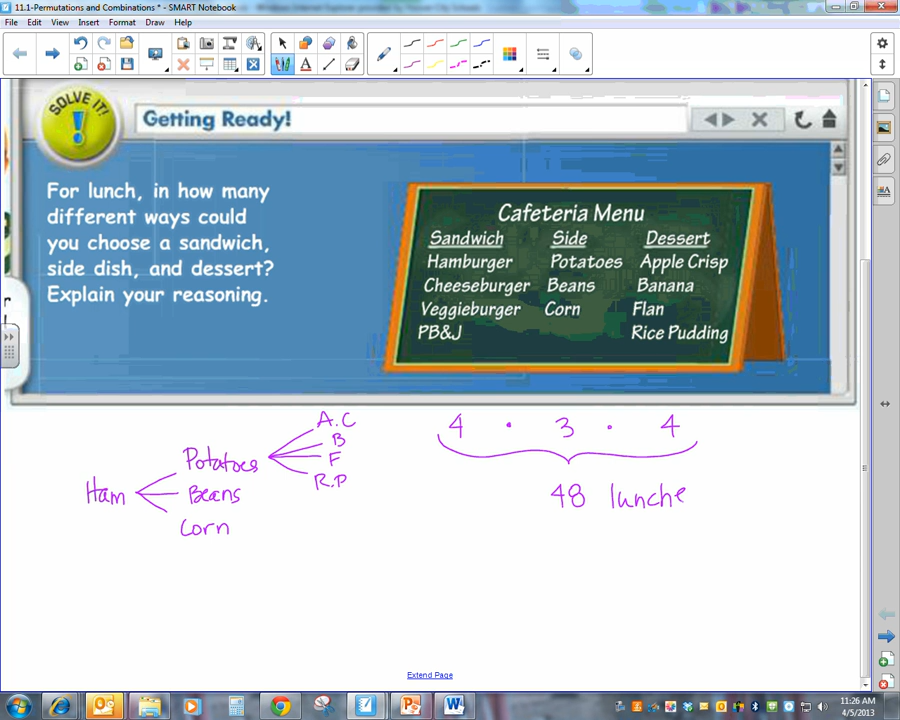 11.1-Permutations and Combinations * - SMART Notebook
File Edit View Insert Format Draw Help
SOLVE IT!
Getting Ready!
For lunch, in how many
different ways could
you choose a sandwich,
side dish, and dessert?
Explain your reasoning.
Cafeteria Menu
Sandwich Side Dessert
Hamburger Potatoes Apple Crisp
Cheeseburger Beans Banana
Veggieburger Corn Flan
PB&J Rice Pudding
A.C
B
F
R.P
Potatoes
Ham
Beans
Corn
4 · 3 · 4
48 lunche
Extend Page
11:26 AM
4/5/2013